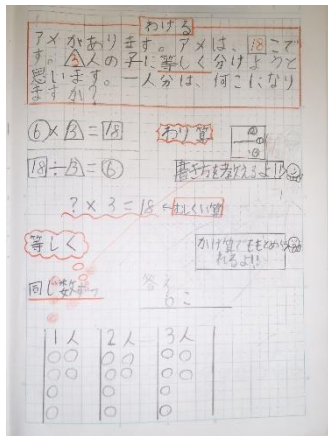 わける
アメがあります。アメは、18こで
す。3人の子に等しく分けようと
思います。一人分は、何こになり
ますか?
6×3=18
わり算
18÷3=6
書き方を教えるよ!
?×3=18
等しく
かけ算でももとめら
れるよ!!
同じ数ずつ
答え
6こ
1人 2人 3人